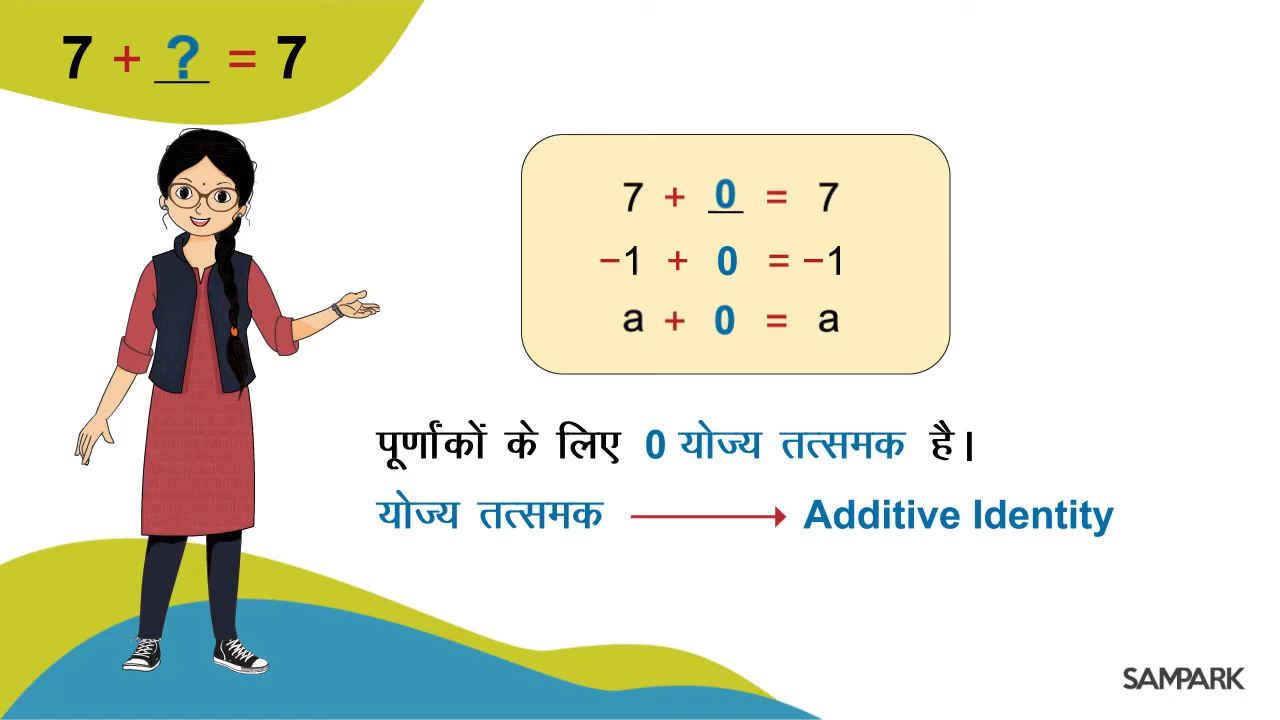 7 + ? = 7
7 + 0 = 7
−1 + 0 = −1
a + 0 = a
पूर्णांकों के लिए 0 योज्य तत्समक है।
योज्य तत्समक ⟶ Additive Identity
SAMPARK